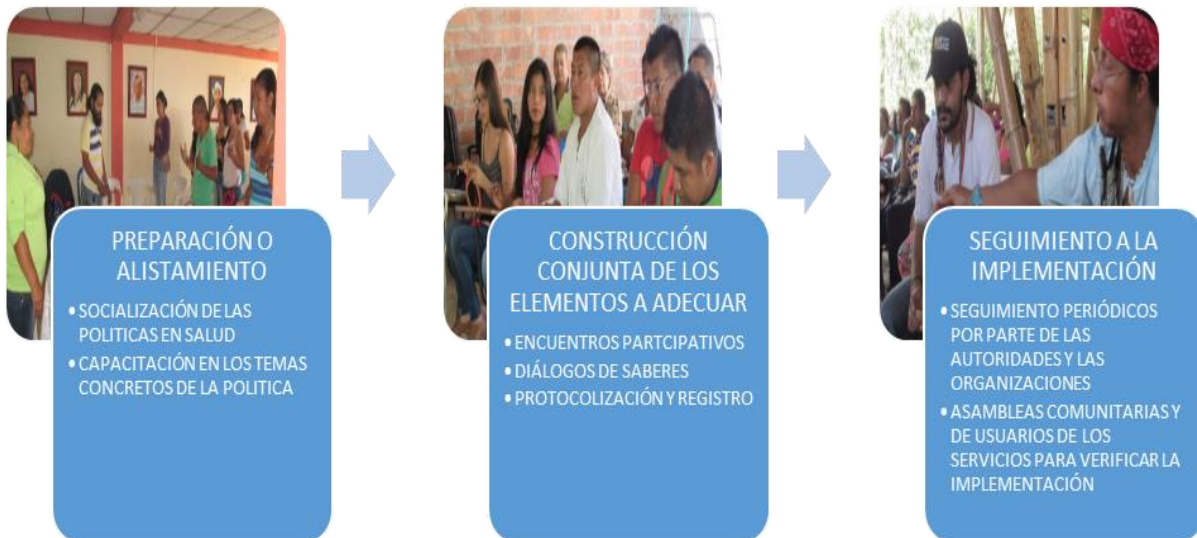 PREPARACIÓN O
ALISTAMIENTO
• SOCIALIZACIÓN DE LAS
POLITICAS EN SALUD
• CAPACITACIÓN EN LOS TEMAS
CONCRETOS DE LA POLITICA
CONSTRUCCIÓN
CONJUNTA DE LOS
ELEMENTOS A ADECUAR
• ENCUENTROS PARTCIPATIVOS
• DIÁLOGOS DE SABERES
• PROTOCOLIZACIÓN Y REGISTRO
SEGUIMIENTO A LA
IMPLEMENTACIÓN
• SEGUIMIENTO PERIÓDICOS
POR PARTE DE LAS
AUTORIDADES Y LAS
ORGANIZACIONES
• ASAMBLEAS COMUNITARIAS Y
DE USUARIOS DE LOS
SERVICIOS PARA VERIFICAR LA
IMPLEMENTACIÓN